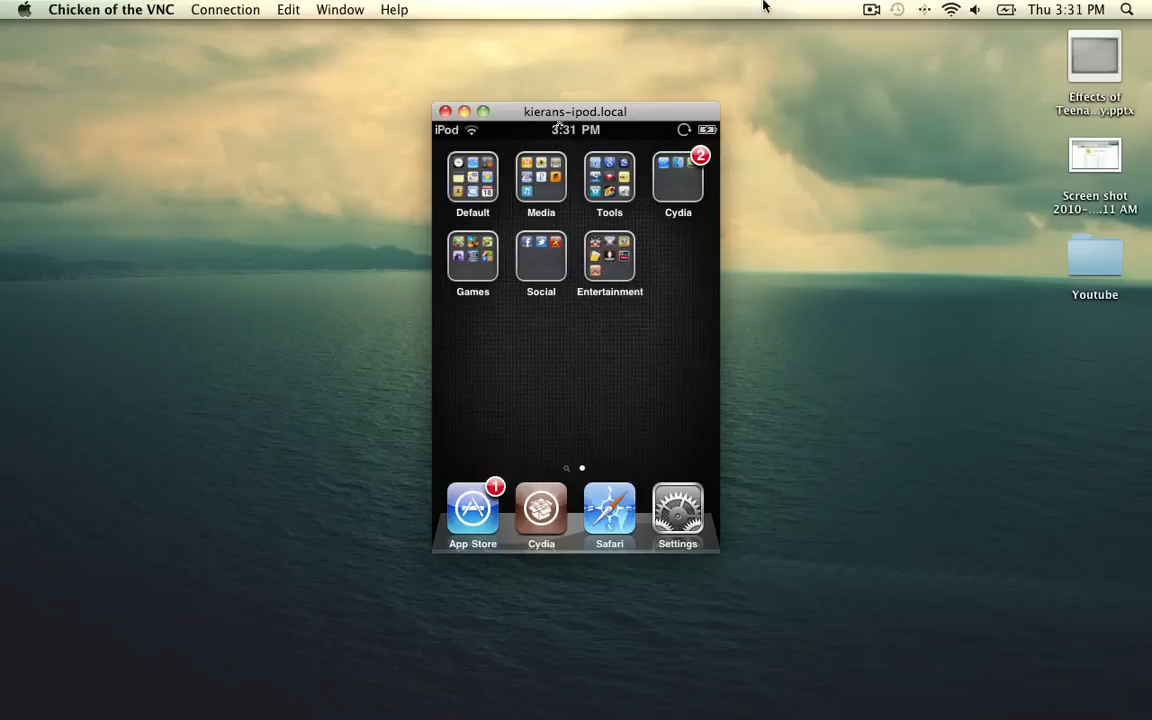 Chicken of the VNC Connection Edit Window Help Thu 3:31 PM
Effects of
Teena...y.pptx
Screen shot
2010-....11 AM
Youtube
kierans-ipod.local
iPod 3:31 PM
2
Default Media Tools Cydia
Games Social Entertainment
1
App Store Cydia Safari Settings